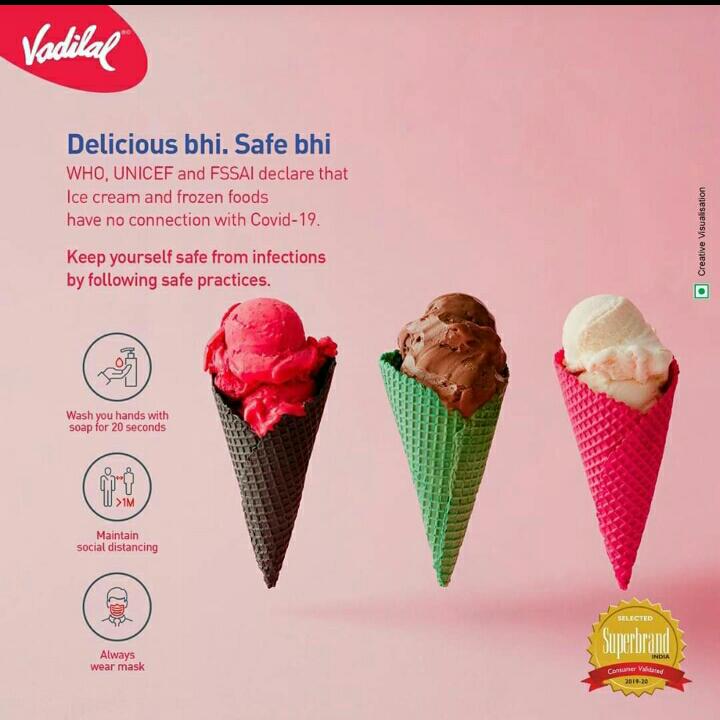 Vadilal
Delicious bhi. Safe bhi
WHO, UNICEF and FSSAI declare that
Ice cream and frozen foods
have no connection with Covid-19.
Keep yourself safe from infections
by following safe practices.
Wash you hands with
soap for 20 seconds
>1M
Maintain
social distancing
Always
wear mask
Creative Visualisation
SELECTED
Superbrand
INDIA
Consumer Validated
2019-20